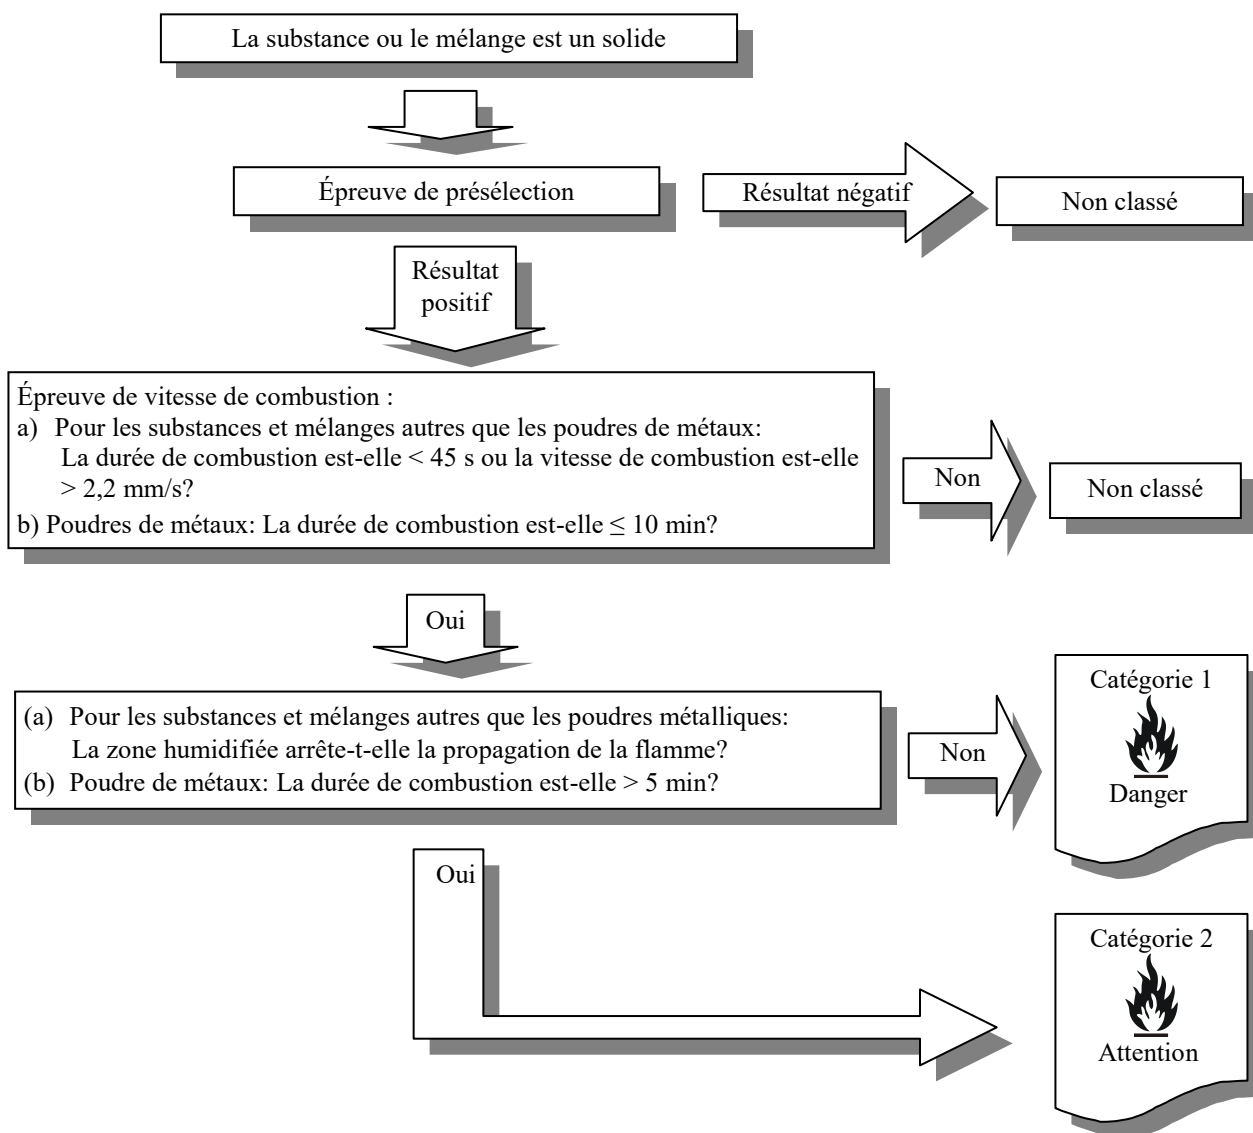 La substance ou le mélange est un solide
Épreuve de présélection
Résultat négatif
Non classé
Résultat
positif
Épreuve de vitesse de combustion :
a) Pour les substances et mélanges autres que les poudres de métaux:
La durée de combustion est-elle < 45 s ou la vitesse de combustion est-elle
> 2,2 mm/s?
b) Poudres de métaux: La durée de combustion est-elle ≤ 10 min?
Non
Non classé
Oui
(a) Pour les substances et mélanges autres que les poudres métalliques:
La zone humidifiée arrête-t-elle la propagation de la flamme?
(b) Poudre de métaux: La durée de combustion est-elle > 5 min?
Non
Catégorie 1
Danger
Oui
Catégorie 2
Attention